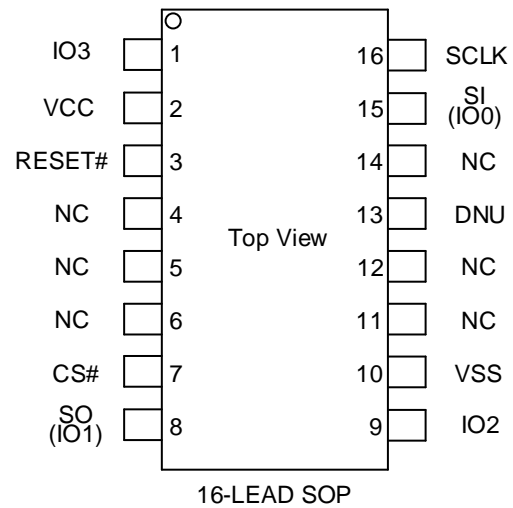 IO3 1 16 SCLK
VCC 2 15 SI
(IO0)
RESET# 3 14 NC
NC 4 13 DNU
Top View
NC 5 12 NC
NC 6 11 NC
CS# 7 10 VSS
SO
(IO1) 8 9 IO2
16-LEAD SOP